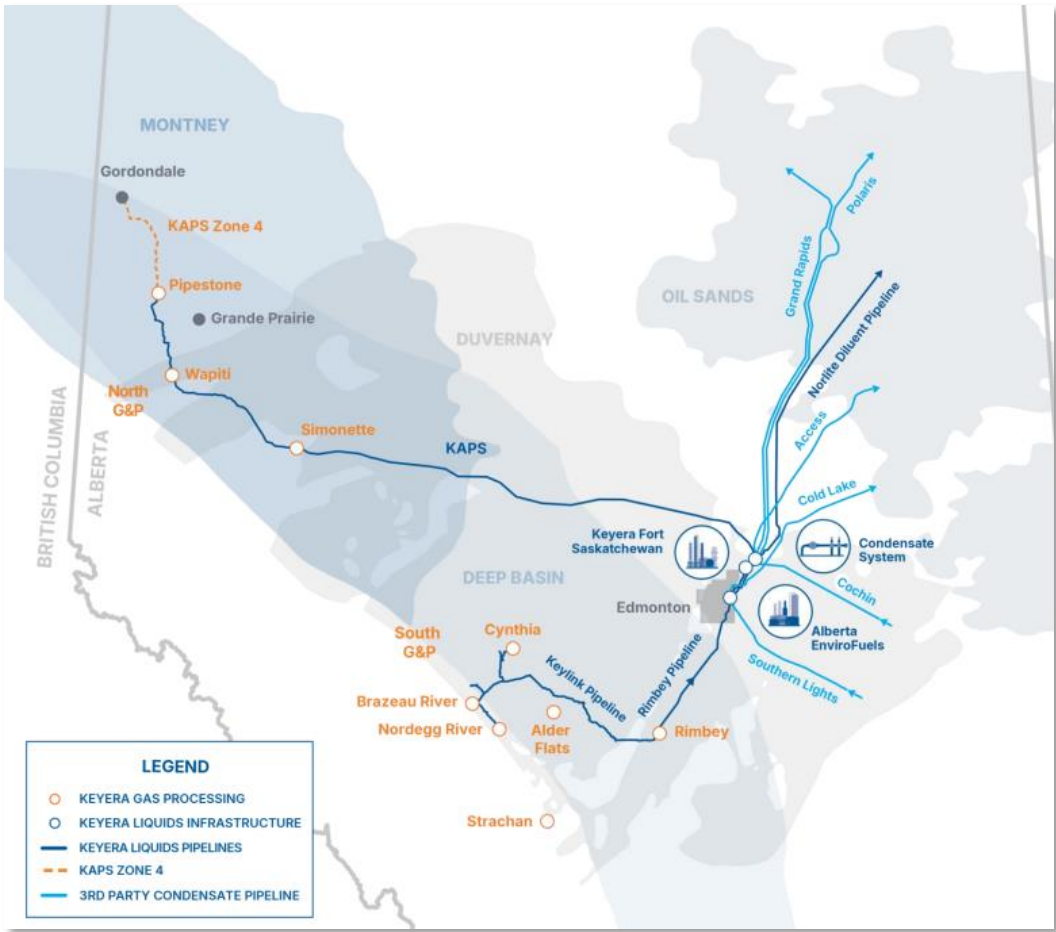 MONTNEY
Gordondale
KAPS Zone 4
Pipestone
Grande Prairie
Wapiti
North
G&P
Simonette
KAPS
BRITISH COLUMBIA
ALBERTA
DUVERNAY
OIL SANDS
Grand Rapids
Polaris
Norlite Diluent Pipeline
Access
Cold Lake
Keyera Fort
Saskatchewan
Condensate
System
Cochin
Edmonton
Alberta
EnviroFuels
Southern Lights
DEEP BASIN
South
G&P
Cynthia
Keylink Pipeline
Rimbey Pipeline
Brazeau River
Nordegg River
Alder
Flats
Rimbey
Strachan
LEGEND
KEYERA GAS PROCESSING
KEYERA LIQUIDS INFRASTRUCTURE
KEYERA LIQUIDS PIPELINES
KAPS ZONE 4
3RD PARTY CONDENSATE PIPELINE